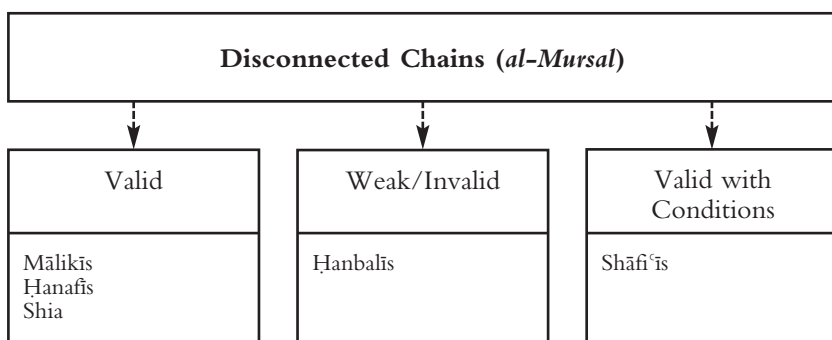 Disconnected Chains (al-Mursal)
Valid
Mālikīs
Ḥanafīs
Shia
Weak/Invalid
Ḥanbalīs
Valid with
Conditions
Shāfiʿīs